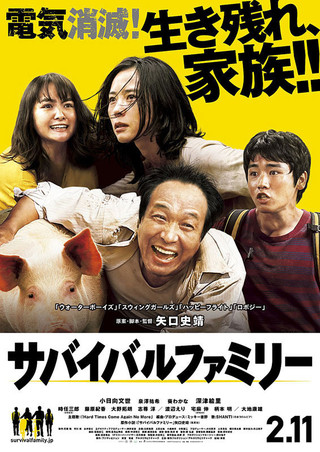 電気消滅!生き残れ、
家族!!
「ウォーターボーイズ」「スウィングガールズ」「ハッピーフライト」「ロボジー」
原案・脚本・監督 矢口史靖
サバイバルファミリー
小日向文世 泉澤祐希 葵わかな 深津絵里
時任三郎 藤原紀香 大野拓朗 志尊 淳 / 渡辺えり 宅麻 伸 / 柄本 明 / 大地康雄
survivalfamily.jp
2.11